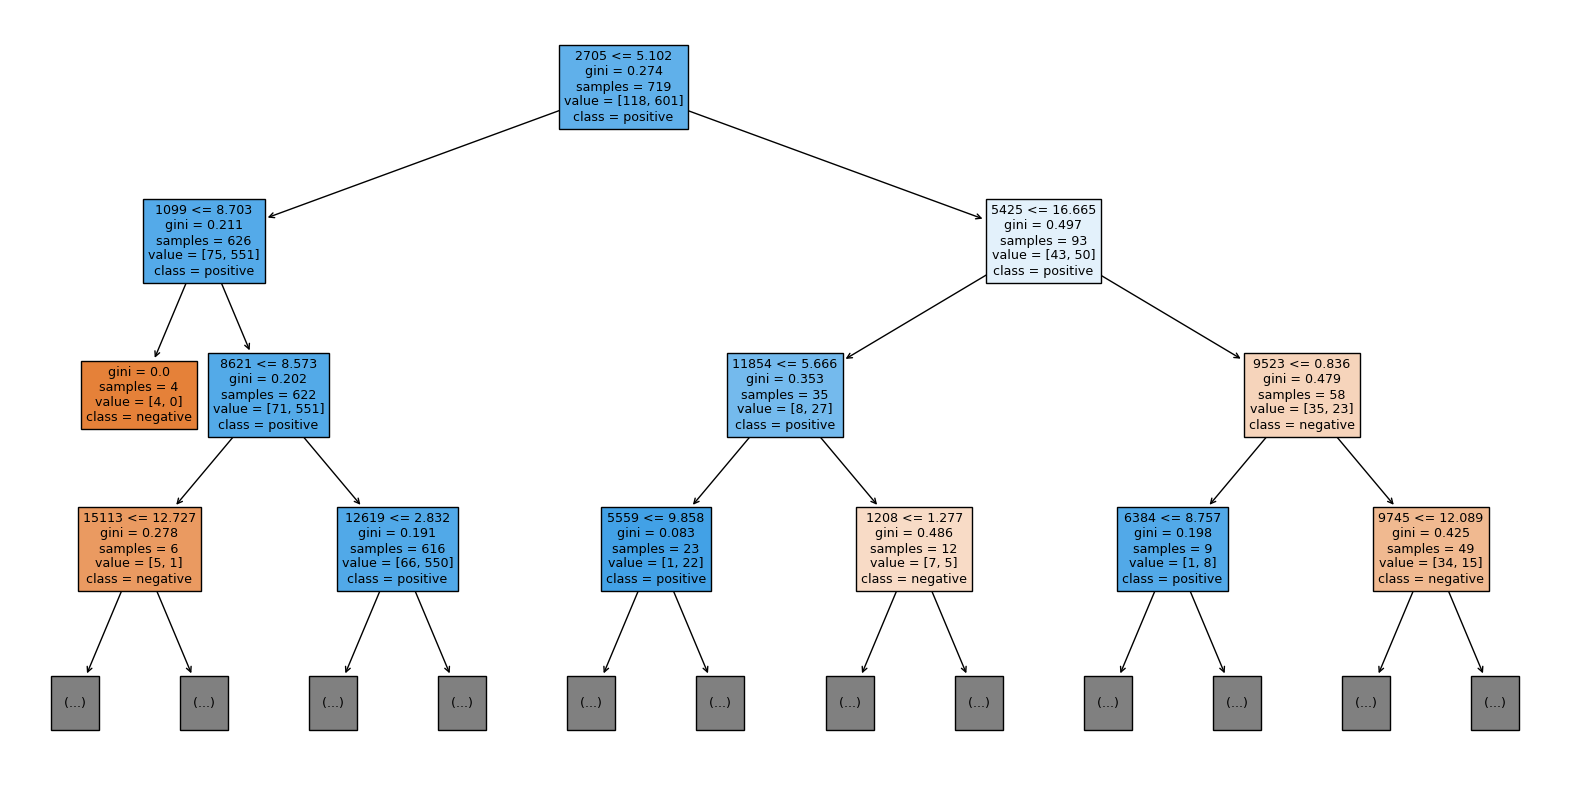 2705 <= 5.102
gini = 0.274
samples = 719
value = [118, 601]
class = positive
1099 <= 8.703
gini = 0.211
samples = 626
value = [75, 551]
class = positive
5425 <= 16.665
gini = 0.497
samples = 93
value = [43, 50]
class = positive
gini = 0.0
samples = 4
value = [4, 0]
class = negative
8621 <= 8.573
gini = 0.202
samples = 622
value = [71, 551]
class = positive
11854 <= 5.666
gini = 0.353
samples = 35
value = [8, 27]
class = positive
9523 <= 0.836
gini = 0.479
samples = 58
value = [35, 23]
class = negative
15113 <= 12.727
gini = 0.278
samples = 6
value = [5, 1]
class = negative
12619 <= 2.832
gini = 0.191
samples = 616
value = [66, 550]
class = positive
5559 <= 9.858
gini = 0.083
samples = 23
value = [1, 22]
class = positive
1208 <= 1.277
gini = 0.486
samples = 12
value = [7, 5]
class = negative
6384 <= 8.757
gini = 0.198
samples = 9
value = [1, 8]
class = positive
9745 <= 12.089
gini = 0.425
samples = 49
value = [34, 15]
class = negative
(...)
(...)
(...)
(...)
(...)
(...)
(...)
(...)
(...)
(...)
(...)
(...)